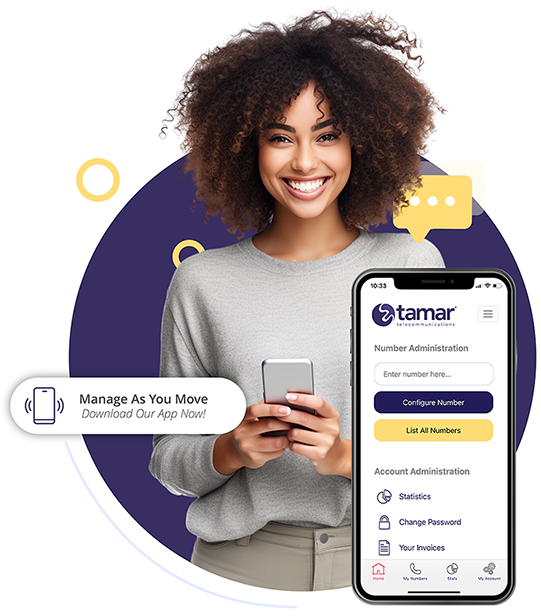 10:33
tamar
telecommunications
Number Administration
Enter number here...
Configure Number
List All Numbers
Manage As You Move
Download Our App Now!
Account Administration
Statistics
Change Password
Your Invoices
Home My Numbers Stats My Account